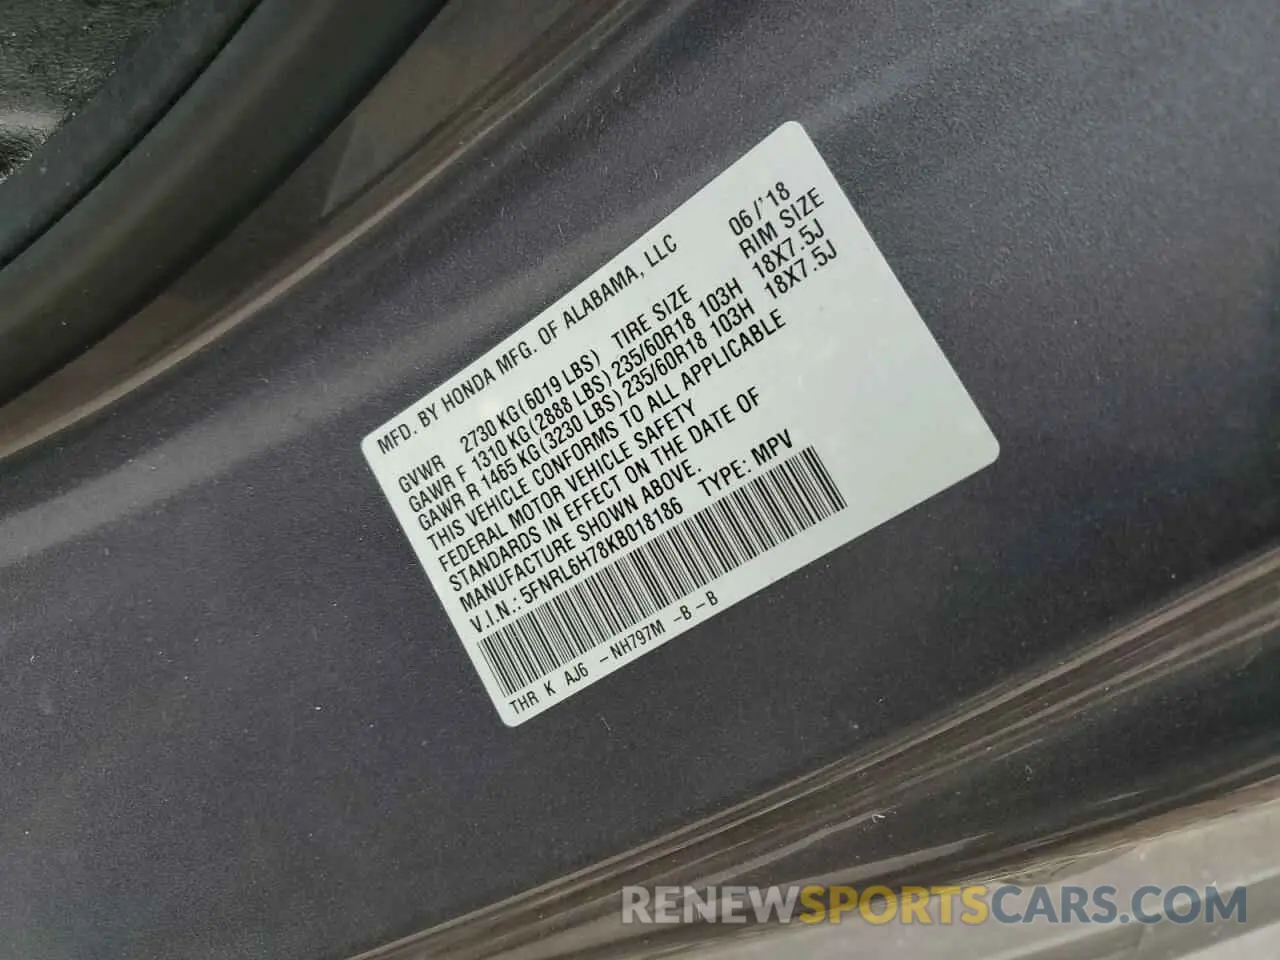 MFD. BY HONDA MFG. OF ALABAMA, LLC 06/'18
GVWR 2730 KG (6019 LBS) TIRE SIZE RIM SIZE
GAWR F 1310 KG (2888 LBS) 235/60R18 103H 18X7.5J
GAWR R 1465 KG (3230 LBS) 235/60R18 103H 18X7.5J
THIS VEHICLE CONFORMS TO ALL APPLICABLE
FEDERAL MOTOR VEHICLE SAFETY
STANDARDS IN EFFECT ON THE DATE OF
MANUFACTURE SHOWN ABOVE.
V.I.N.: 5FNRL6H78KB018186 TYPE: MPV
THR K AJ6 -NH797M -B-B
RENEWSPORTSCARS.COM